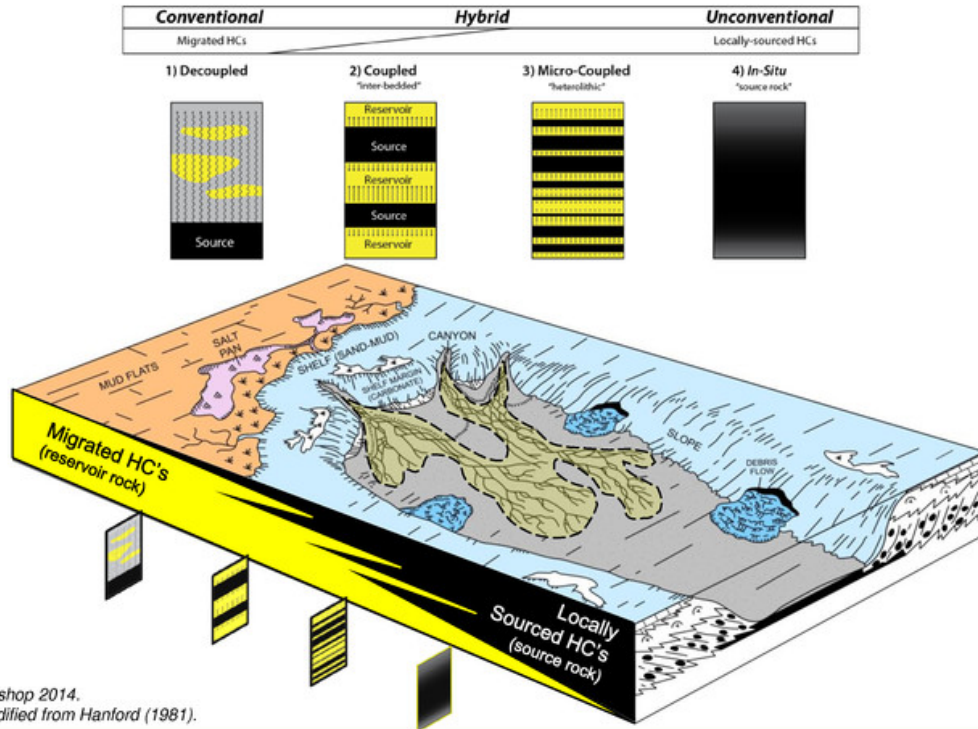 Conventional Hybrid Unconventional
Migrated HCs Locally-sourced HCs
1) Decoupled 2) Coupled 3) Micro-Coupled 4) In-Situ
"inter-bedded" "heterolithic" "source rock"
Reservoir
Source
Reservoir
Source
Source
Reservoir
MUD FLATS
SALT
PAN
SHELF (SAND-MUD)
CANYON
SHELF MARGIN
(CARBONATE)
SLOPE
DEBRIS
FLOW
Migrated HC's
(reservoir rock)
Locally
Sourced HC's
(source rock)
shop 2014.
dified from Hanford (1981).